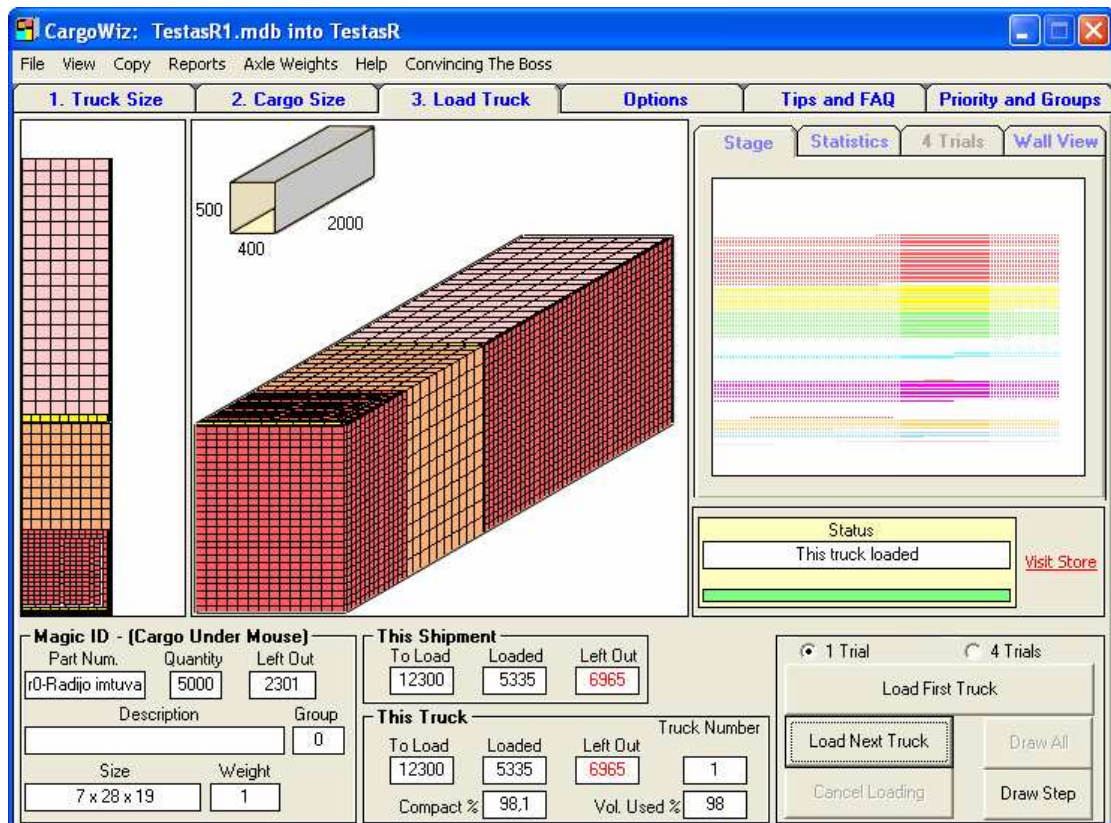 CargoWiz: TestasR1.mdb into TestasR
File View Copy Reports Axle Weights Help Convincing The Boss
1. Truck Size 2. Cargo Size 3. Load Truck Options Tips and FAQ Priority and Groups
Stage Statistics 4 Trials Wall View
500
2000
400
Status
This truck loaded
Visit Store
Magic ID - (Cargo Under Mouse)
Part Num. Quantity Left Out
r0-Radijo imtuva 5000 2301
Description Group
0
Size Weight
7 x 28 x 19 1
This Shipment
To Load Loaded Left Out
12300 5335 6965
This Truck
Truck Number
To Load Loaded Left Out
12300 5335 6965 1
Compact % 98,1 Vol. Used % 98
1 Trial 4 Trials
Load First Truck
Load Next Truck Draw All
Cancel Loading Draw Step